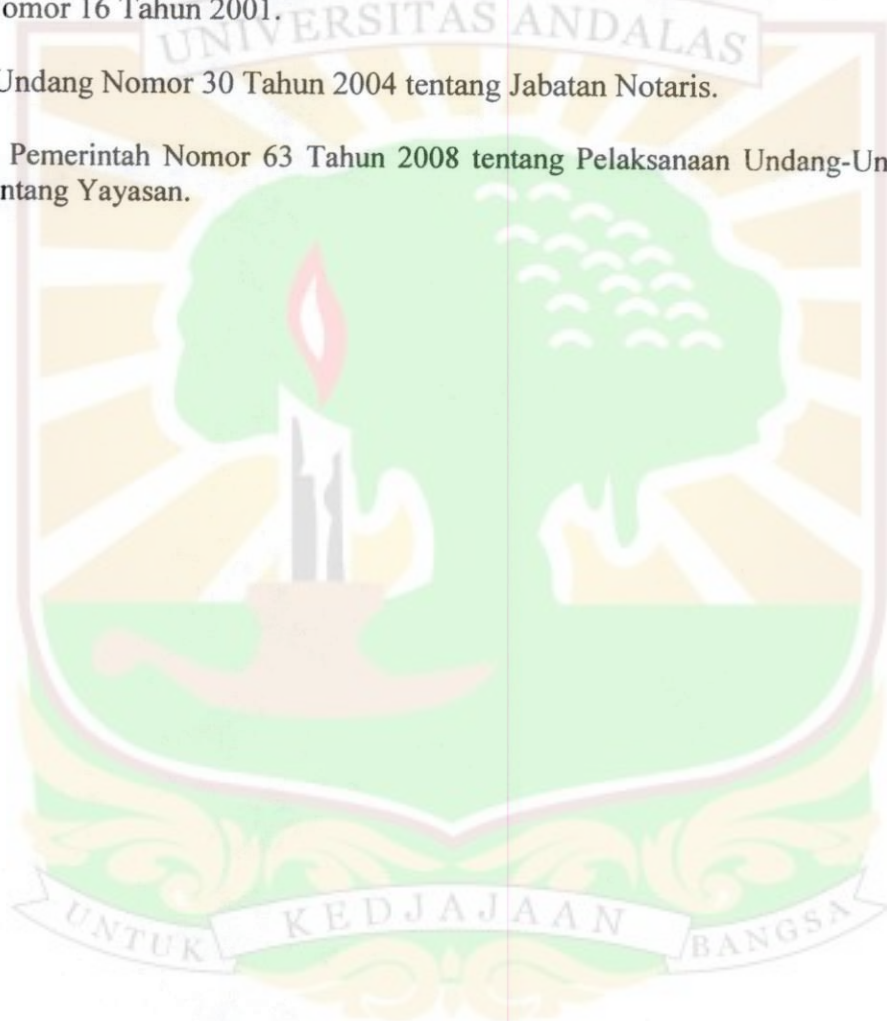 omor 16 Tahun 2001.
UNIVERSITAS ANDALAS
Undang Nomor 30 Tahun 2004 tentang Jabatan Notaris.
Pemerintah Nomor 63 Tahun 2008 tentang Pelaksanaan Undang-Un
ntang Yayasan.
UNTUK KEDJAJAAN BANGSA